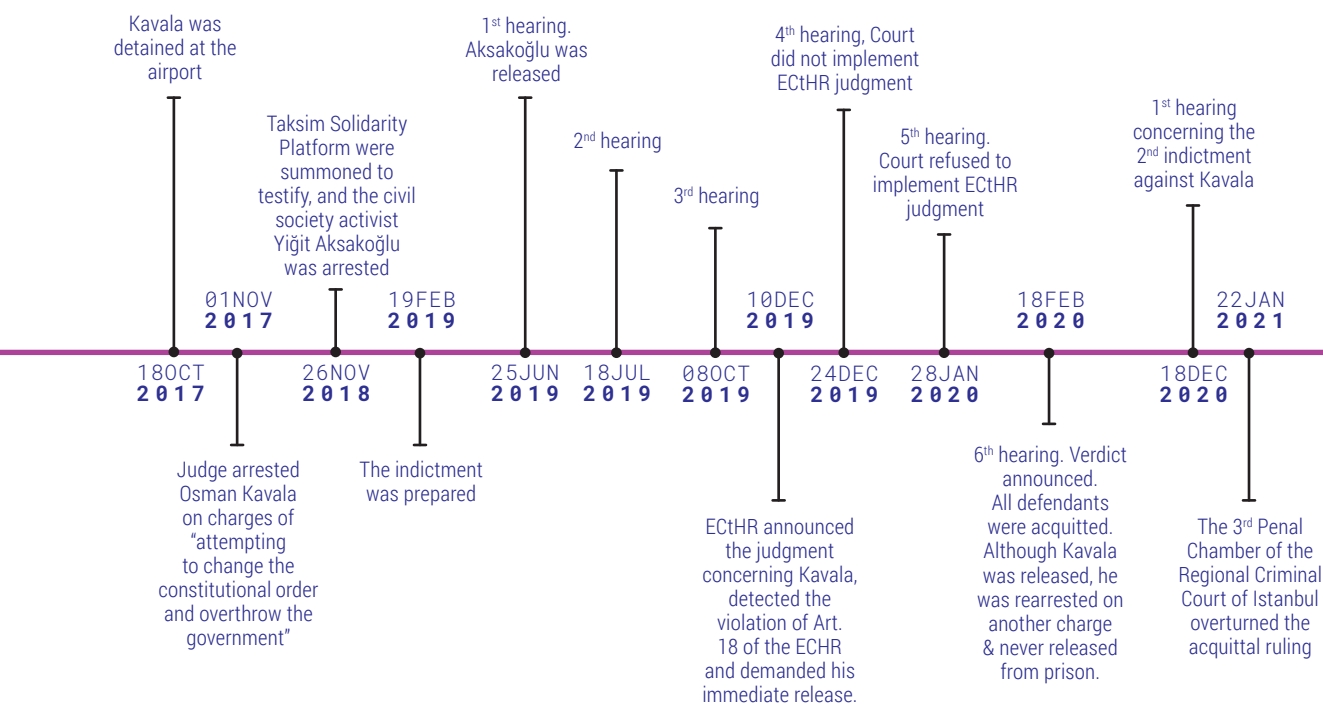 Kavala was
detained at the
airport
18OCT
2017
01NOV
2017
Judge arrested
Osman Kavala
on charges of
“attempting
to change the
constitutional order
and overthrow the
government”
Taksim Solidarity
Platform were
summoned to
testify, and the civil
society activist
Yiğit Aksakoğlu
was arrested
26NOV
2018
19FEB
2019
The indictment
was prepared
1st hearing.
Aksakoğlu was
released
25JUN
2019
2nd hearing
18JUL
2019
3rd hearing
08OCT
2019
10DEC
2019
ECtHR announced
the judgment
concerning Kavala,
detected the
violation of Art.
18 of the ECHR
and demanded his
immediate release.
4th hearing, Court
did not implement
ECtHR judgment
24DEC
2019
5th hearing.
Court refused to
implement ECtHR
judgment
28JAN
2020
18FEB
2020
6th hearing. Verdict
announced.
All defendants
were acquitted.
Although Kavala
was released, he
was rearrested on
another charge
& never released
from prison.
1st hearing
concerning the
2nd indictment
against Kavala
18DEC
2020
22JAN
2021
The 3rd Penal
Chamber of the
Regional Criminal
Court of Istanbul
overturned the
acquittal ruling